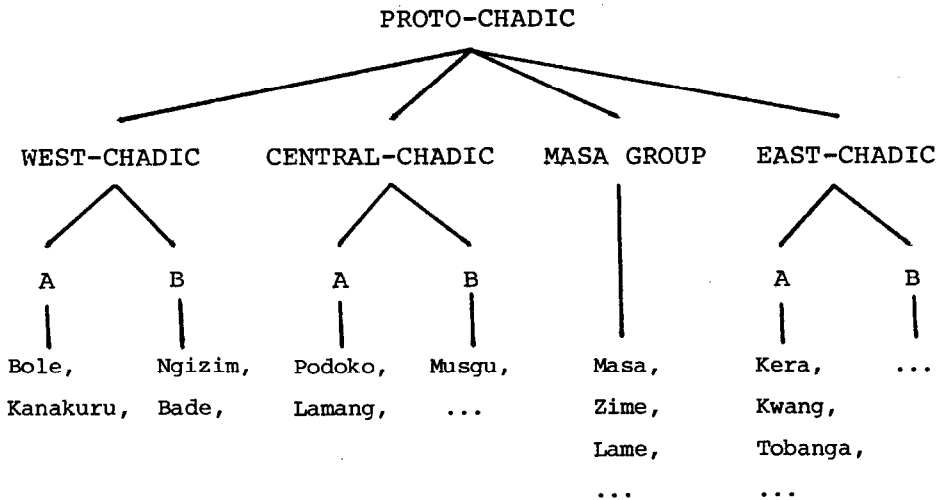 PROTO-CHADIC
WEST-CHADIC CENTRAL-CHADIC MASA GROUP EAST-CHADIC
A B A B A B
Bole, Ngizim, Podoko, Musgu, Masa, Kera, ...
Kanakuru, Bade, Lamang, ... Zime, Kwang,
Lame, Tobanga,
... ...